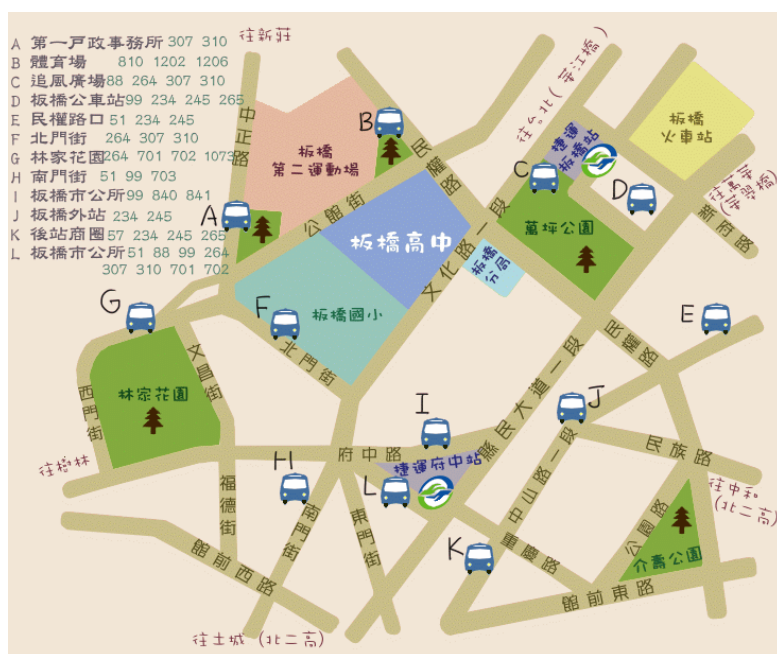 A 第一戶政事務所 307 310
B 體育場 810 1202 1206
C 追風廣場 88 264 307 310
D 板橋公車站 99 234 245 265
E 民權路口 51 234 245
F 北門街 264 307 310
G 林家花園 264 701 702 1073
H 南門街 51 99 703
I 板橋市公所 99 840 841
J 板橋外站 234 245
K 後站商圈 57 234 245 265
L 板橋市公所 51 88 99 264
307 310 701 702
往新莊
往台北(華江橋)
板橋
火車站
捷運
板橋站
B
民權路
中正路
板橋
第二運動場
C
D
往萬華
(華翠橋)
A
公館街
板橋高中
文化路一段
萬坪公園
新府路
板橋
分局
G
F
板橋國小
E
北門街
民權路
文昌街
西門街
林家花園
I
J
縣民大道一段
往樹林
府中路
捷運府中站
民族路
H
L
中山路一段
往中和
(北二高)
福德街
南門街
東門街
K
重慶路
公園路
介壽公園
館前西路
館前東路
往土城 (北二高)